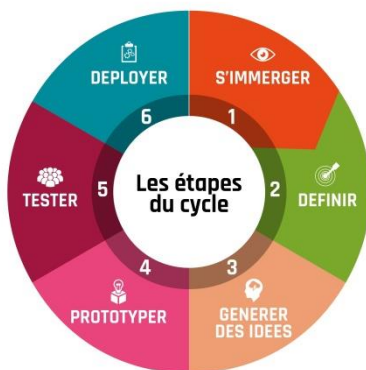 Les étapes
du cycle
1
S'IMMERGER
2
DEFINIR
3
GENERER
DES IDEES
4
PROTOTYPER
5
TESTER
6
DEPLOYER